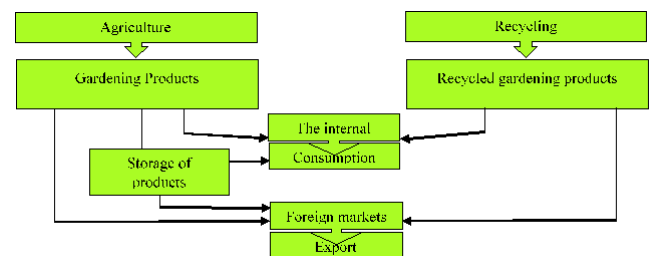 Agriculture
Recycling
Gardening Products
Recycled gardening products
The internal
Consumption
Storage of
products
Foreign markets
Export